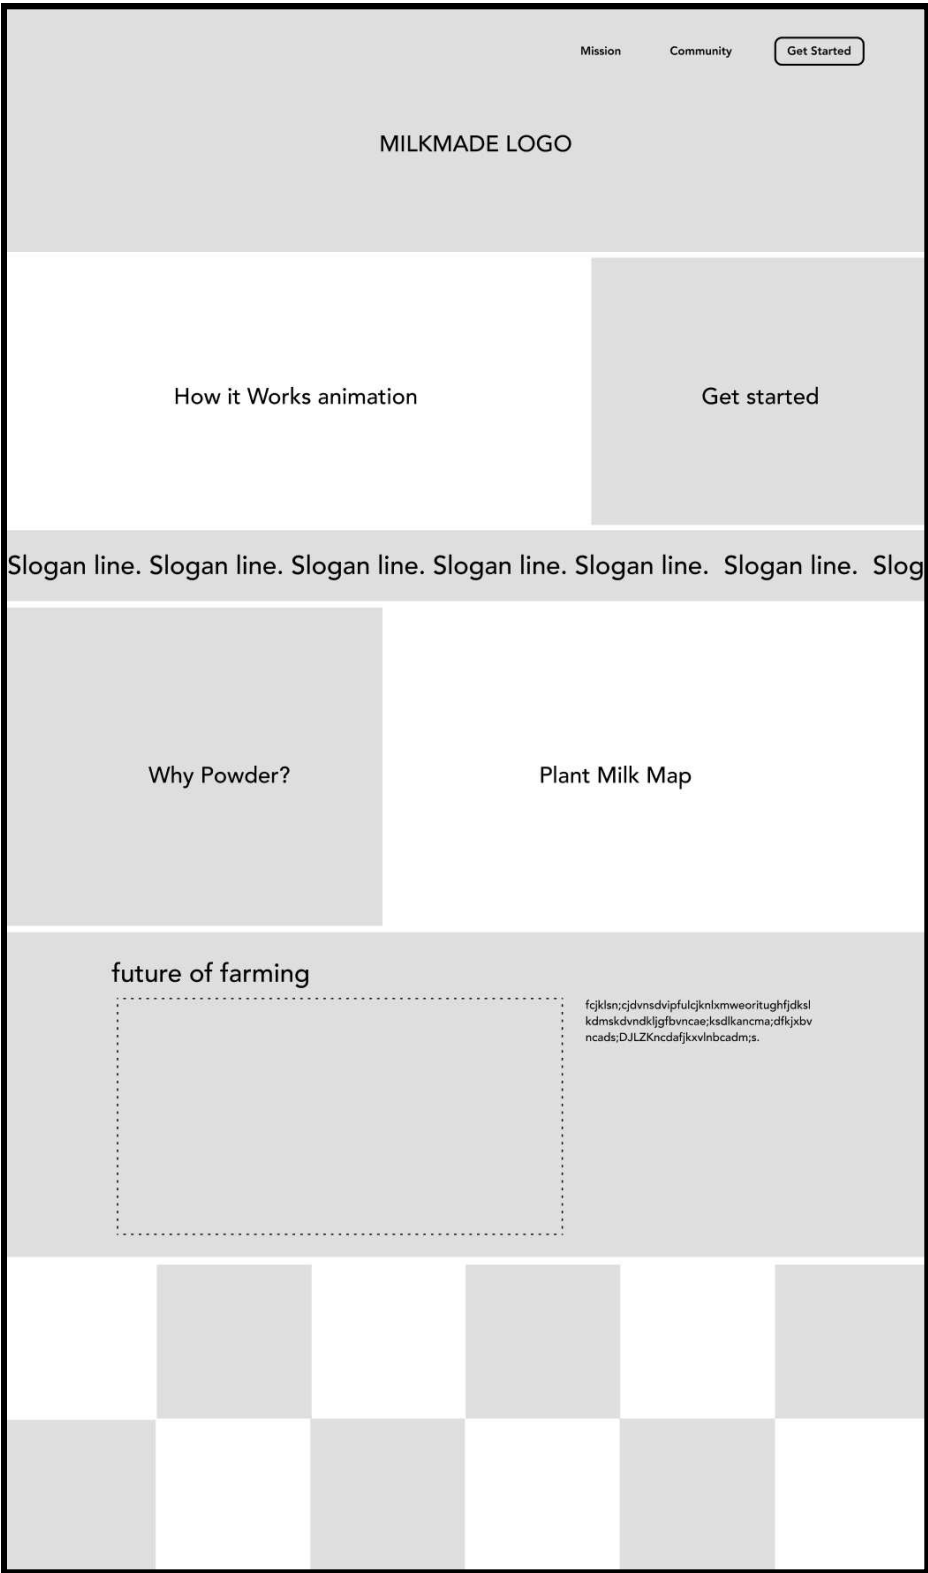 Mission Community Get Started
MILKMADE LOGO
How it Works animation Get started
Slogan line. Slogan line. Slogan line. Slogan line. Slogan line. Slogan line. Slog
Why Powder? Plant Milk Map
future of farming
fcjklsn;cjdvnsdvipfulcjknlxmweoritughfjdksl
kdmskdvndkljgfbvncae;ksdlkancma;dfkjxbv
ncads;DJLZKncdafjkxvlnbcadm;s.